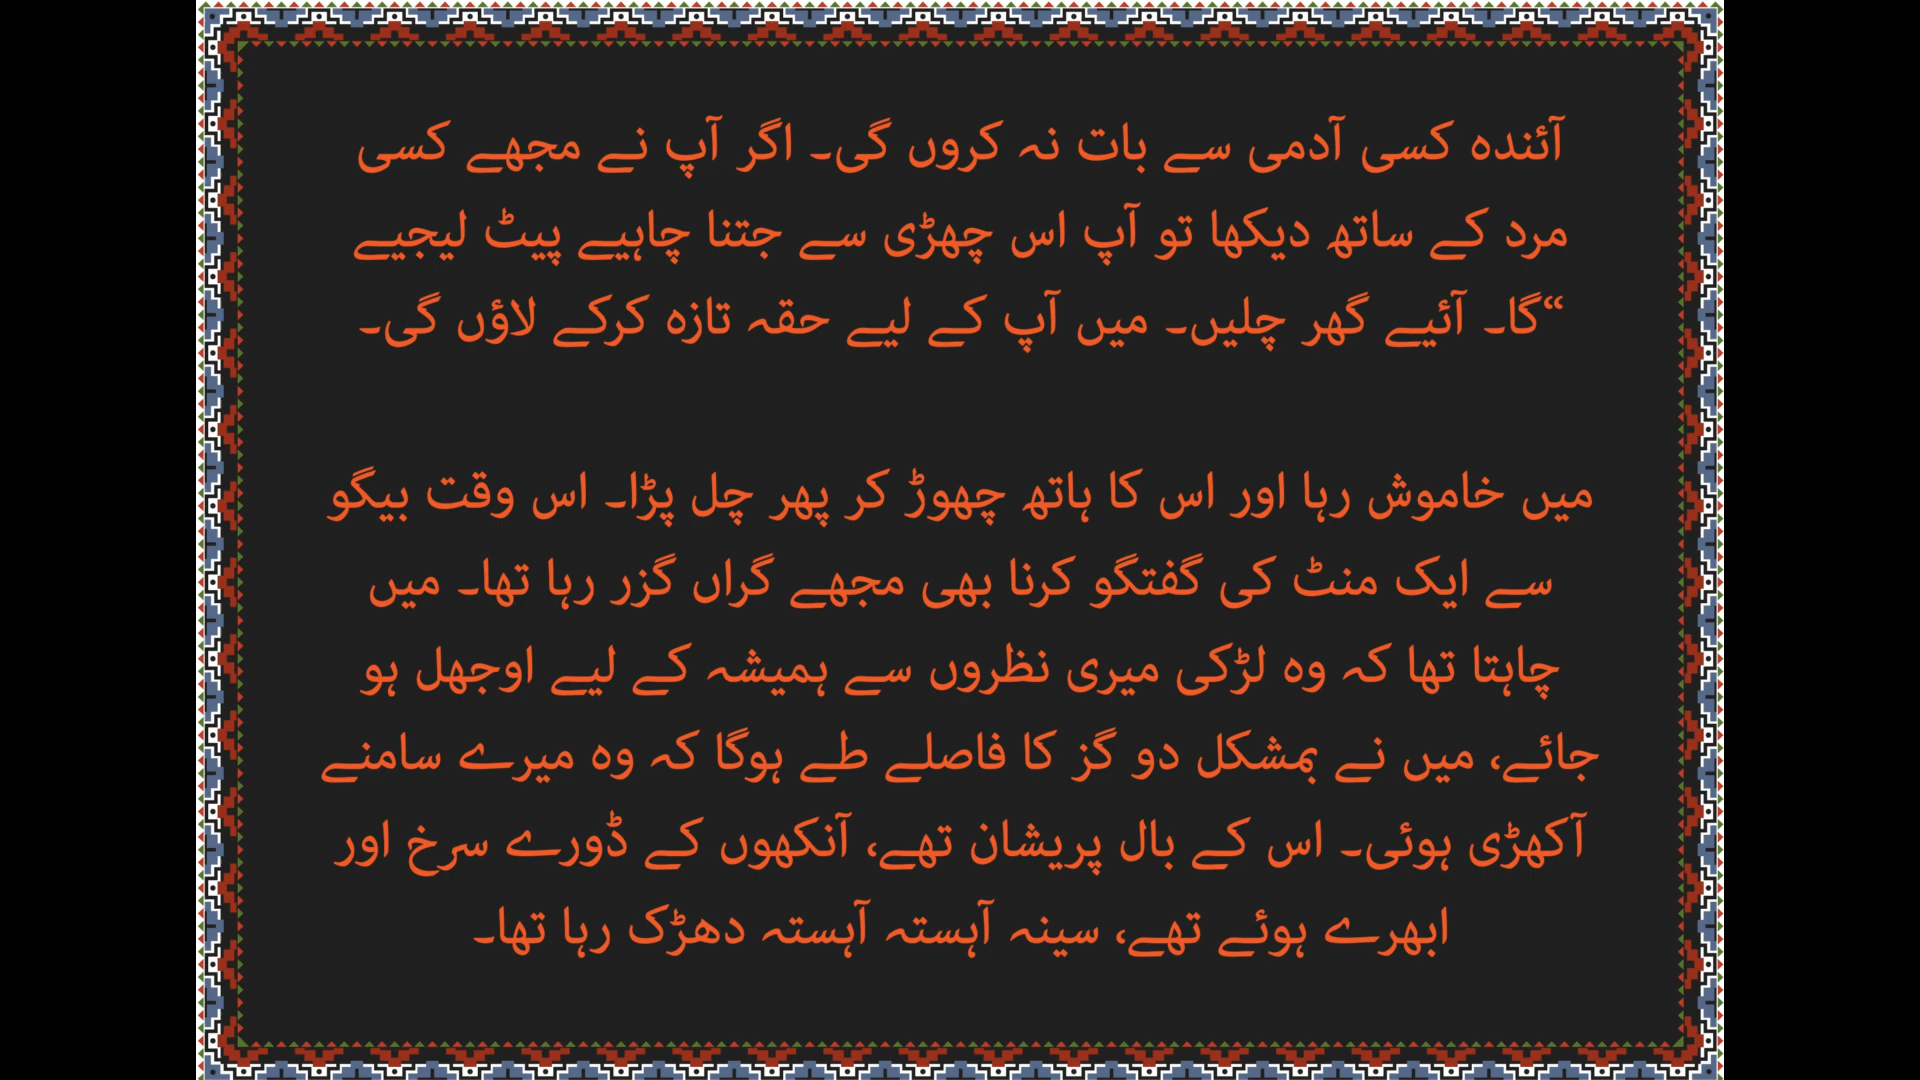 آئندہ کسی آدمی سے بات نہ کروں گی۔ اگر آپ نے مجھے کسی
مرد کے ساتھ دیکھا تو آپ اس چھڑی سے جتنا چاہیے پیٹ لیجیے
“گا۔ آئیے گھر چلیں۔ میں آپ کے لیے حقہ تازہ کرکے لاؤں گی۔
میں خاموش رہا اور اس کا ہاتھ چھوڑ کر پھر چل پڑا۔ اس وقت بیگو
سے ایک منٹ کی گفتگو کرنا بھی مجھے گراں گزر رہا تھا۔ میں
چاہتا تھا کہ وہ لڑکی میری نظروں سے ہمیشہ کے لیے اوجھل ہو
جائے، میں نے بمشکل دو گز کا فاصلے طے ہوگا کہ وہ میرے سامنے
آکھڑی ہوئی۔ اس کے بال پریشان تھے، آنکھوں کے ڈورے سرخ اور
ابھرے ہوئے تھے، سینہ آہستہ آہستہ دھڑک رہا تھا۔